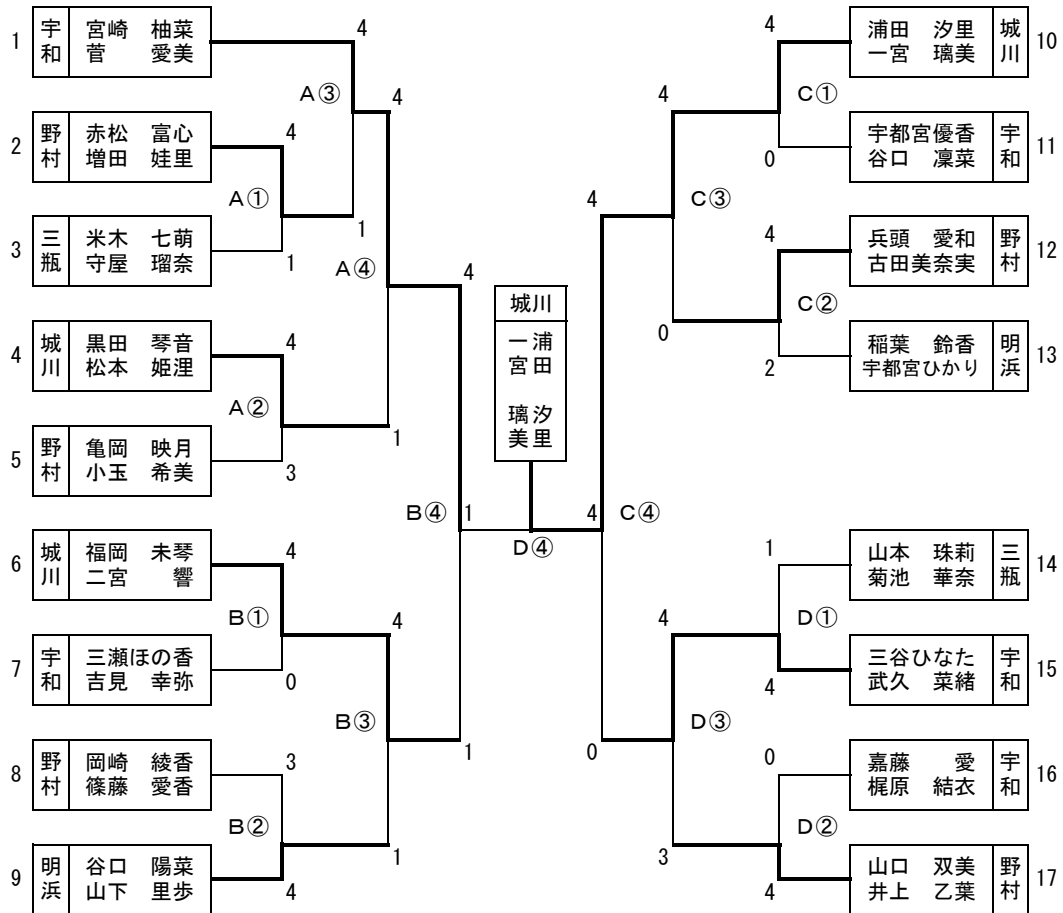 1 宇和 宮崎 柚菜
菅 愛美
4
A③
4
2 野村 赤松 富心
増田 娃里
4
A①
1
3 三瓶 米木 七萌
守屋 瑠奈
1
A④
4
4 城川 黒田 琴音
松本 姫浬
4
A②
1
5 野村 亀岡 映月
小玉 希美
3
B④
1
6 城川 福岡 未琴
二宮 響
4
B①
4
7 宇和 三瀬ほの香
吉見 幸弥
0
B③
1
8 野村 岡崎 綾香
篠藤 愛香
3
B②
1
9 明浜 谷口 陽菜
山下 里歩
4
城川
浦田 汐里
一宮 璃美
D④
4
浦田 汐里 城川 10
一宮 璃美
4
C①
4
宇都宮優香 宇和 11
谷口 凜菜
0
C③
4
兵頭 愛和 野村 12
古田美奈実
4
C②
0
稲葉 鈴香 明浜 13
宇都宮ひかり
2
C④
4
山本 珠莉 三瓶 14
菊池 華奈
1
D①
4
三谷ひなた 宇和 15
武久 菜緒
4
D③
0
嘉藤 愛 宇和 16
梶原 結衣
0
D②
3
山口 双美 野村 17
井上 乙葉
4